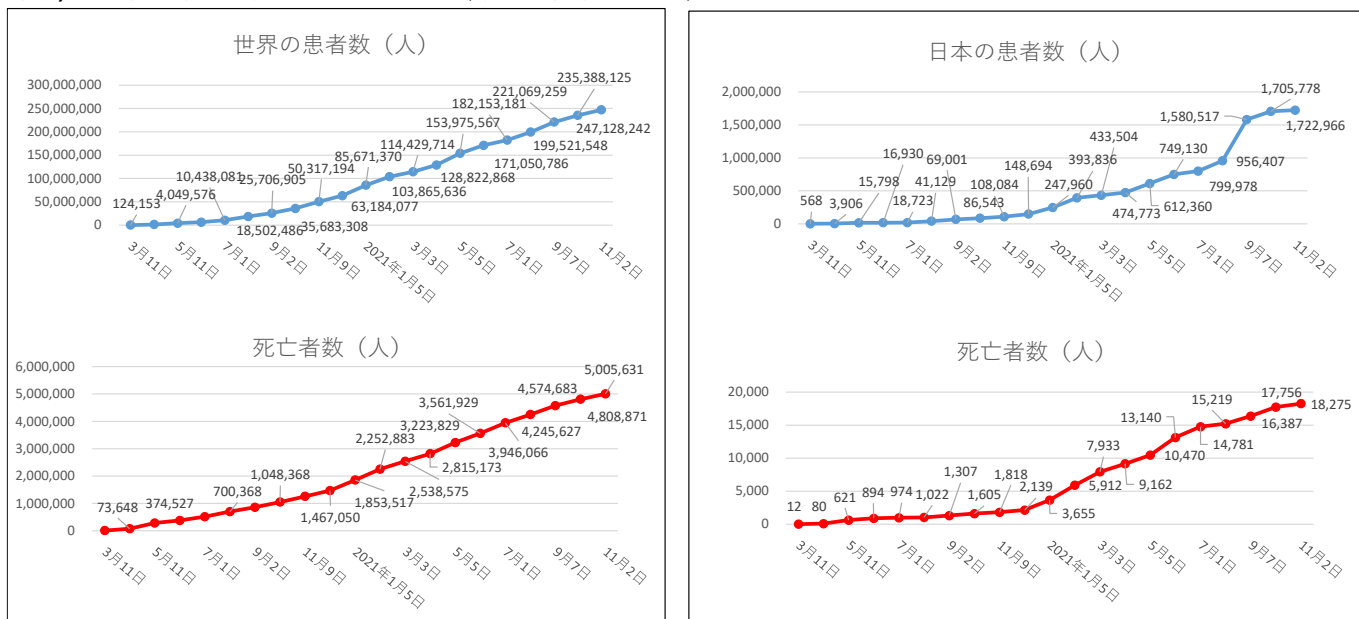 世界の患者数（人）
300,000,000
250,000,000
200,000,000
150,000,000
100,000,000
50,000,000
0
124,153
4,049,576
10,438,081
18,502,486
25,706,905
35,683,308
50,317,194
63,184,077
85,671,370
103,865,636
114,429,714
128,822,868
153,975,567
171,050,786
182,153,181
199,521,548
221,069,259
235,388,125
247,128,242
3月11日
5月11日
7月1日
9月2日
11月9日
2021年1月5日
3月3日
5月5日
7月1日
9月7日
11月2日
死亡者数（人）
6,000,000
5,000,000
4,000,000
3,000,000
2,000,000
1,000,000
0
73,648
374,527
700,368
1,048,368
1,467,050
1,853,517
2,252,883
2,538,575
2,815,173
3,223,829
3,561,929
3,946,066
4,245,627
4,574,683
4,808,871
5,005,631
3月11日
5月11日
7月1日
9月2日
11月9日
2021年1月5日
3月3日
5月5日
7月1日
9月7日
11月2日
日本の患者数（人）
2,000,000
1,500,000
1,000,000
500,000
0
568
3,906
15,798
16,930
18,723
41,129
69,001
86,543
108,084
148,694
247,960
393,836
433,504
474,773
612,360
749,130
799,978
956,407
1,580,517
1,705,778
1,722,966
3月11日
5月11日
7月1日
9月2日
11月9日
2021年1月5日
3月3日
5月5日
7月1日
9月7日
11月2日
死亡者数（人）
20,000
15,000
10,000
5,000
0
12
80
621
894
974
1,022
1,307
1,605
1,818
2,139
3,655
5,912
7,933
9,162
10,470
13,140
14,781
15,219
16,387
17,756
18,275
3月11日
5月11日
7月1日
9月2日
11月9日
2021年1月5日
3月3日
5月5日
7月1日
9月7日
11月2日